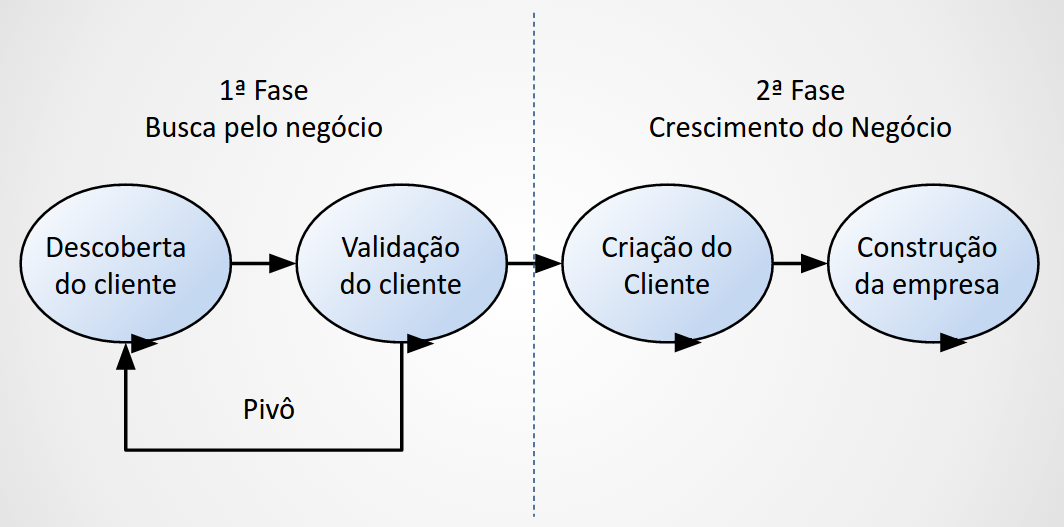 1ª Fase
Busca pelo negócio
2ª Fase
Crescimento do Negócio
Descoberta
do cliente
Validação
do cliente
Criação do
Cliente
Construção
da empresa
Pivô